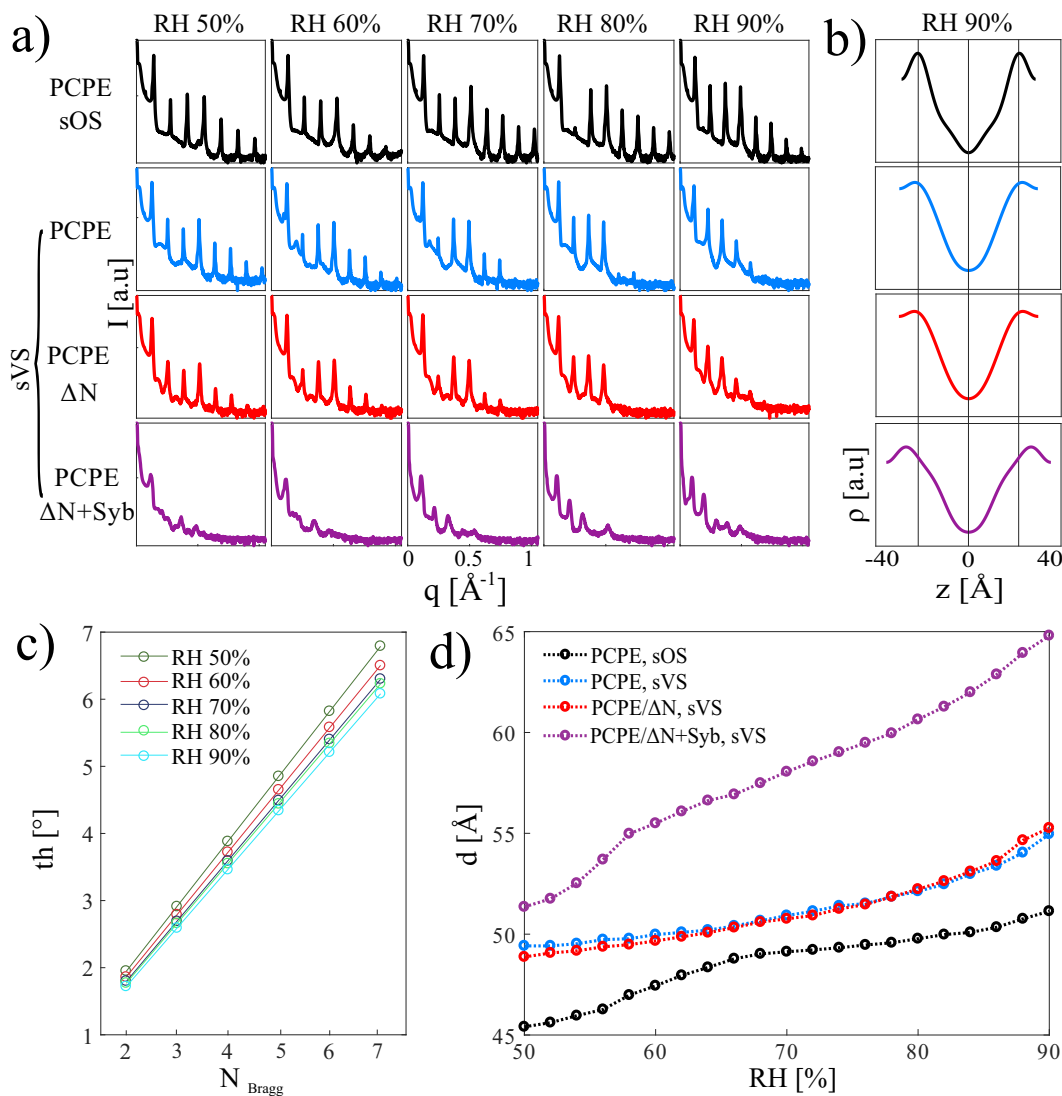 a)
RH 50%
RH 60%
RH 70%
RH 80%
RH 90%
b)
RH 90%
PCPE
sOS
sVS
PCPE
PCPE
ΔN
PCPE
ΔN+Syb
I [a.u]
0
0.5
1
q [Å⁻¹]
ρ [a.u]
-40
0
40
z [Å]
c)
7
6
5
4
3
2
1
th [°]
RH 50%
RH 60%
RH 70%
RH 80%
RH 90%
2
3
4
5
6
7
N Bragg
d)
65
60
55
50
45
d [Å]
PCPE, sOS
PCPE, sVS
PCPE/ΔN, sVS
PCPE/ΔN+Syb, sVS
50
60
70
80
90
RH [%]